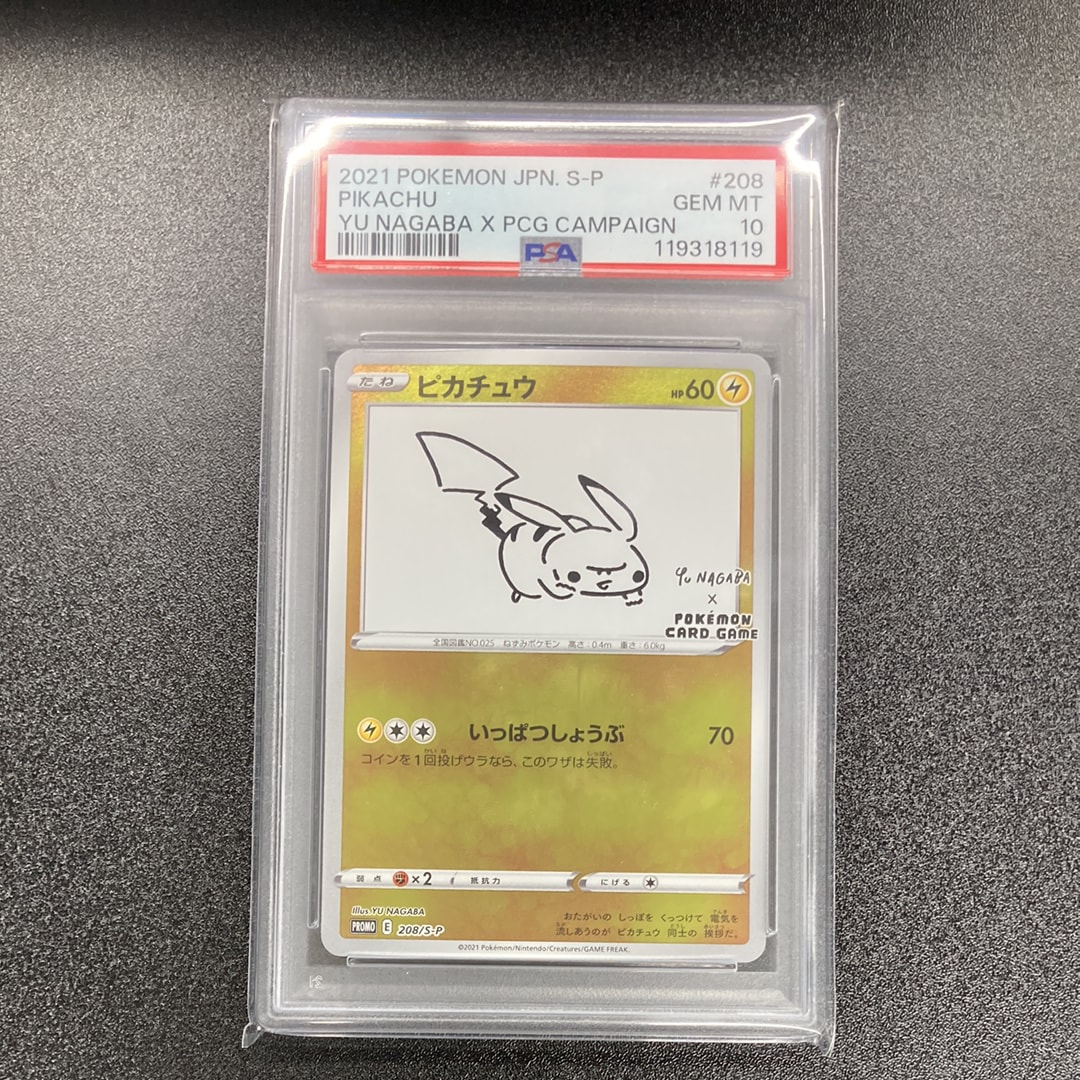 2021 POKEMON JPN. S-P #208
PIKACHU GEM MT
YU NAGABA X PCG CAMPAIGN 10
PSA 119318119
たね ピカチュウ HP60
Yu NAGABA
×
POKÉMON
CARD GAME
全国図鑑NO.025 ねずみポケモン 高さ:0.4m 重さ:6.0kg
いっぱつしょうぶ 70
コインを1回投げウラなら、このワザは失敗。
弱点 ×2 抵抗力 にげる
Illus. YU NAGABA
PROMO E 208/S-P
おたがいの しっぽを くっつけて 電気を
流しあうのが ピカチュウ 同士の 挨拶だ。
©2021 Pokémon/Nintendo/Creatures/GAME FREAK.